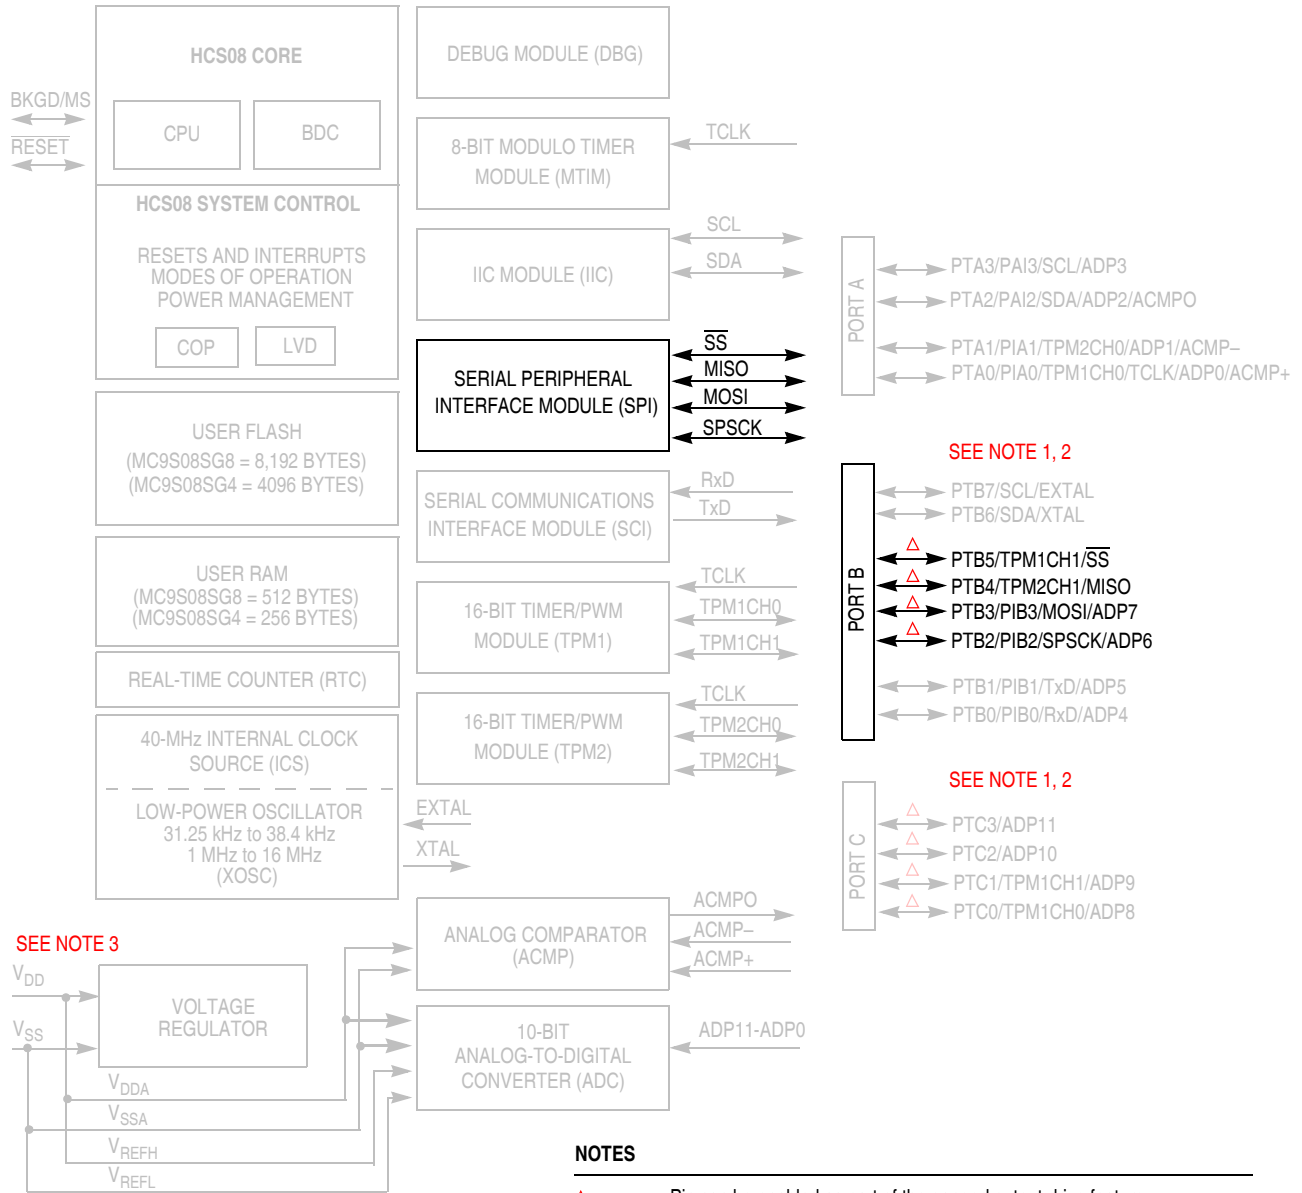 HCS08 CORE
BKGD/MS
RESET
CPU
BDC
HCS08 SYSTEM CONTROL
RESETS AND INTERRUPTS
MODES OF OPERATION
POWER MANAGEMENT
COP
LVD
USER FLASH
(MC9S08SG8 = 8,192 BYTES)
(MC9S08SG4 = 4096 BYTES)
USER RAM
(MC9S08SG8 = 512 BYTES)
(MC9S08SG4 = 256 BYTES)
REAL-TIME COUNTER (RTC)
40-MHz INTERNAL CLOCK
SOURCE (ICS)
LOW-POWER OSCILLATOR
31.25 kHz to 38.4 kHz
1 MHz to 16 MHz
(XOSC)
EXTAL
XTAL
SEE NOTE 3
VDD
VSS
VOLTAGE
REGULATOR
VDDA
VSSA
VREFH
VREFL
DEBUG MODULE (DBG)
8-BIT MODULO TIMER
MODULE (MTIM)
TCLK
IIC MODULE (IIC)
SCL
SDA
SERIAL PERIPHERAL
INTERFACE MODULE (SPI)
SS
MISO
MOSI
SPSCK
SERIAL COMMUNICATIONS
INTERFACE MODULE (SCI)
RxD
TxD
16-BIT TIMER/PWM
MODULE (TPM1)
TCLK
TPM1CH0
TPM1CH1
16-BIT TIMER/PWM
MODULE (TPM2)
TCLK
TPM2CH0
TPM2CH1
ANALOG COMPARATOR
(ACMP)
ACMPO
ACMP–
ACMP+
10-BIT
ANALOG-TO-DIGITAL
CONVERTER (ADC)
ADP11-ADP0
PORT A
PTA3/PAI3/SCL/ADP3
PTA2/PAI2/SDA/ADP2/ACMPO
PTA1/PIA1/TPM2CH0/ADP1/ACMP–
PTA0/PIA0/TPM1CH0/TCLK/ADP0/ACMP+
SEE NOTE 1, 2
PORT B
PTB7/SCL/EXTAL
PTB6/SDA/XTAL
PTB5/TPM1CH1/SS
PTB4/TPM2CH1/MISO
PTB3/PIB3/MOSI/ADP7
PTB2/PIB2/SPSCK/ADP6
PTB1/PIB1/TxD/ADP5
PTB0/PIB0/RxD/ADP4
SEE NOTE 1, 2
PORT C
PTC3/ADP11
PTC2/ADP10
PTC1/TPM1CH1/ADP9
PTC0/TPM1CH0/ADP8
NOTES